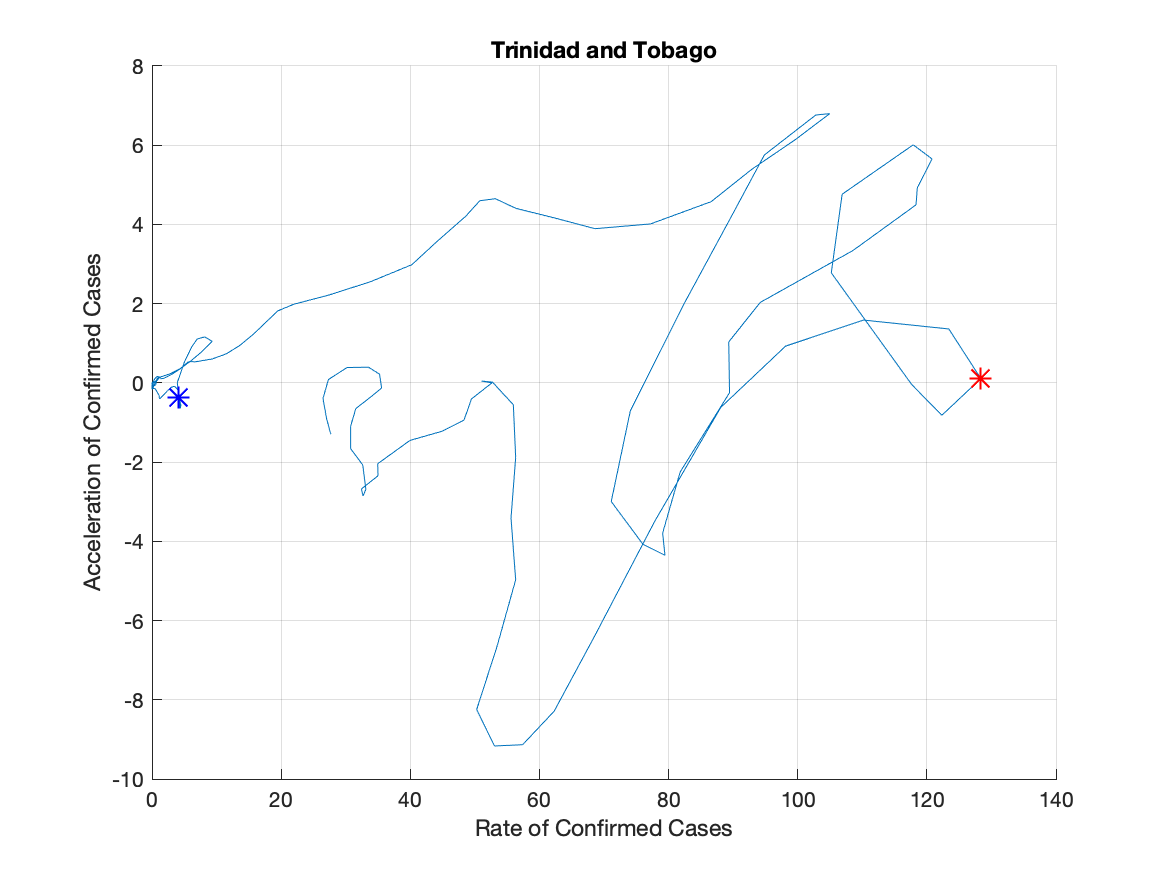 Trinidad and Tobago
8
6
4
2
0
-2
-4
-6
-8
-10
Acceleration of Confirmed Cases
0 20 40 60 80 100 120 140
Rate of Confirmed Cases